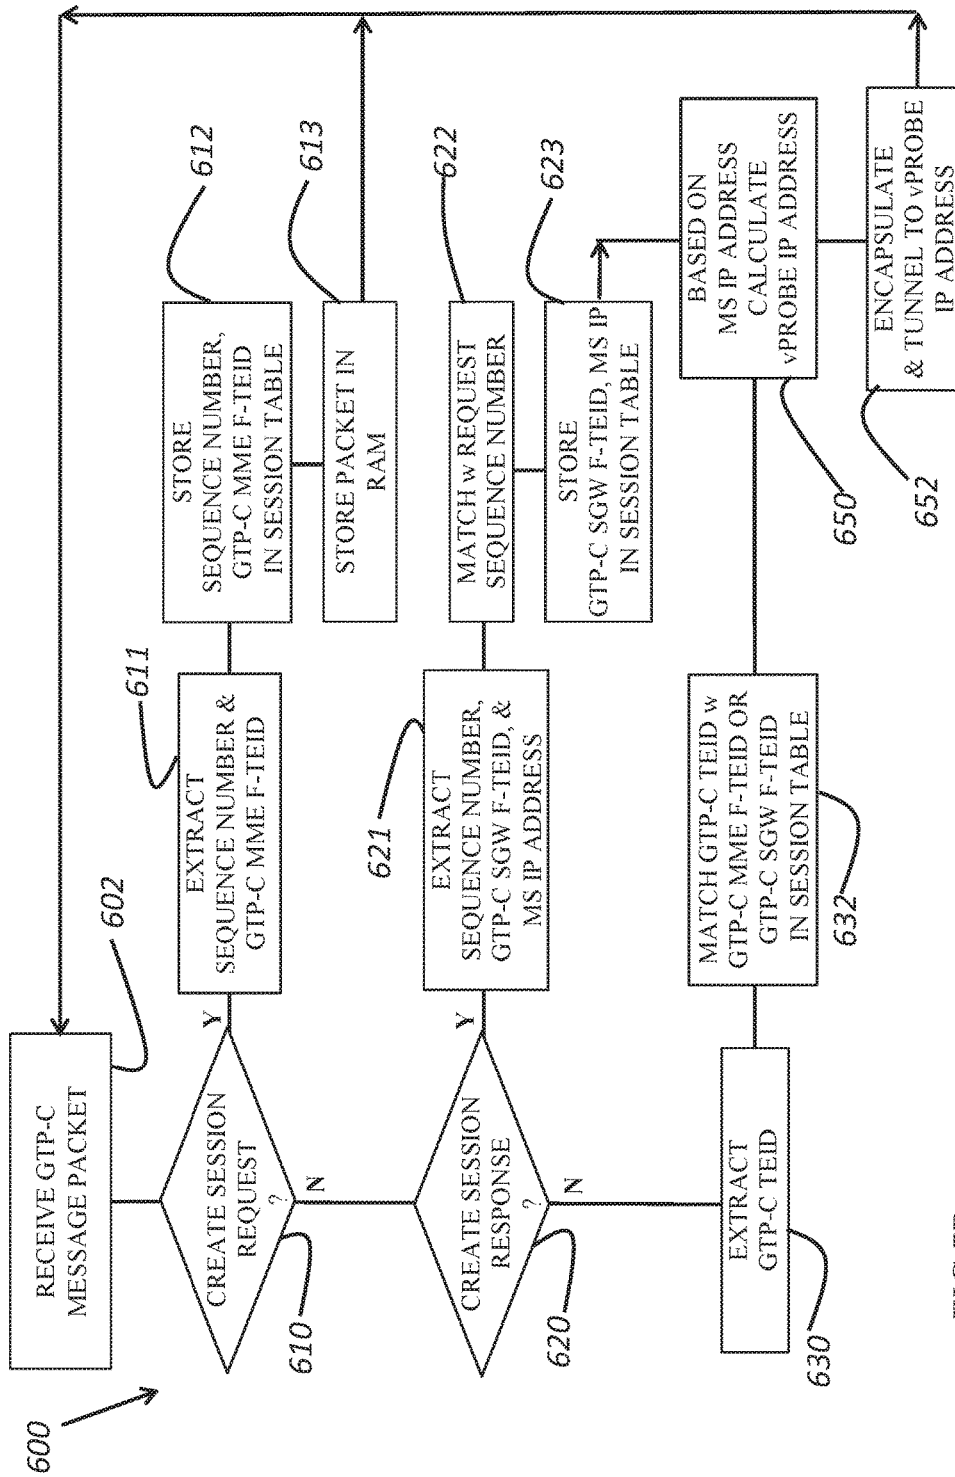 600
RECEIVE GTP-C
MESSAGE PACKET
602
CREATE SESSION
REQUEST
?
610
Y
N
EXTRACT
SEQUENCE NUMBER &
GTP-C MME F-TEID
611
STORE
SEQUENCE NUMBER,
GTP-C MME F-TEID
IN SESSION TABLE
612
STORE PACKET IN
RAM
613
CREATE SESSION
RESPONSE
?
620
Y
N
EXTRACT
SEQUENCE NUMBER,
GTP-C SGW F-TEID, &
MS IP ADDRESS
621
MATCH w REQUEST
SEQUENCE NUMBER
622
STORE
GTP-C SGW F-TEID, MS IP
IN SESSION TABLE
623
EXTRACT
GTP-C TEID
630
MATCH GTP-C TEID w
GTP-C MME F-TEID OR
GTP-C SGW F-TEID
IN SESSION TABLE
632
BASED ON
MS IP ADDRESS
CALCULATE
vPROBE IP ADDRESS
650
ENCAPSULATE
& TUNNEL TO vPROBE
IP ADDRESS
652